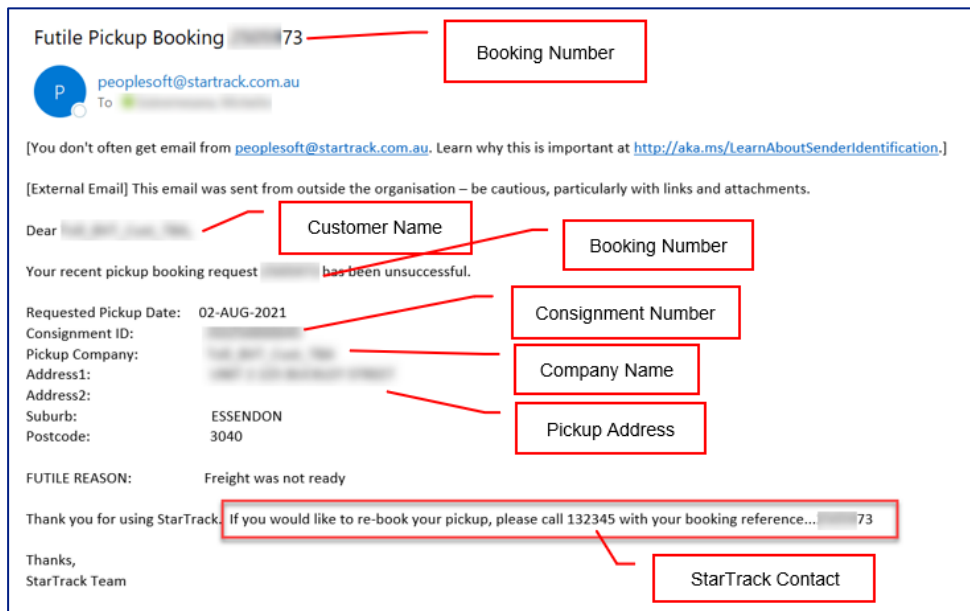 Futile Pickup Booking 73
Booking Number
P
peoplesoft@startrack.com.au
To
[You don't often get email from peoplesoft@startrack.com.au. Learn why this is important at http://aka.ms/LearnAboutSenderIdentification.]
[External Email] This email was sent from outside the organisation – be cautious, particularly with links and attachments.
Dear
Customer Name
Booking Number
Your recent pickup booking request has been unsuccessful.
Requested Pickup Date: 02-AUG-2021
Consignment ID:
Consignment Number
Pickup Company:
Company Name
Address1:
Address2:
Pickup Address
Suburb: ESSENDON
Postcode: 3040
FUTILE REASON: Freight was not ready
Thank you for using StarTrack. If you would like to re-book your pickup, please call 132345 with your booking reference... 73
Thanks,
StarTrack Team
StarTrack Contact